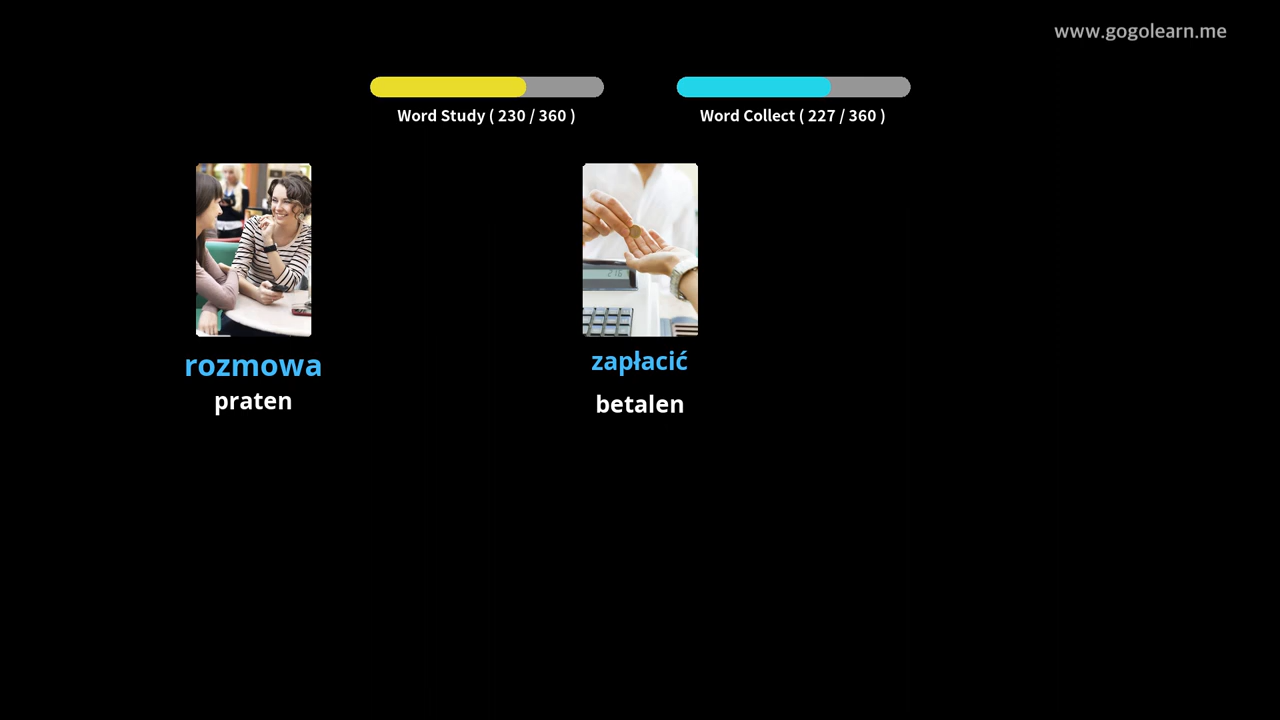 www.gogolearn.me
Word Study ( 230 / 360 )
Word Collect ( 227 / 360 )
rozmowa
praten
zapłacić
betalen